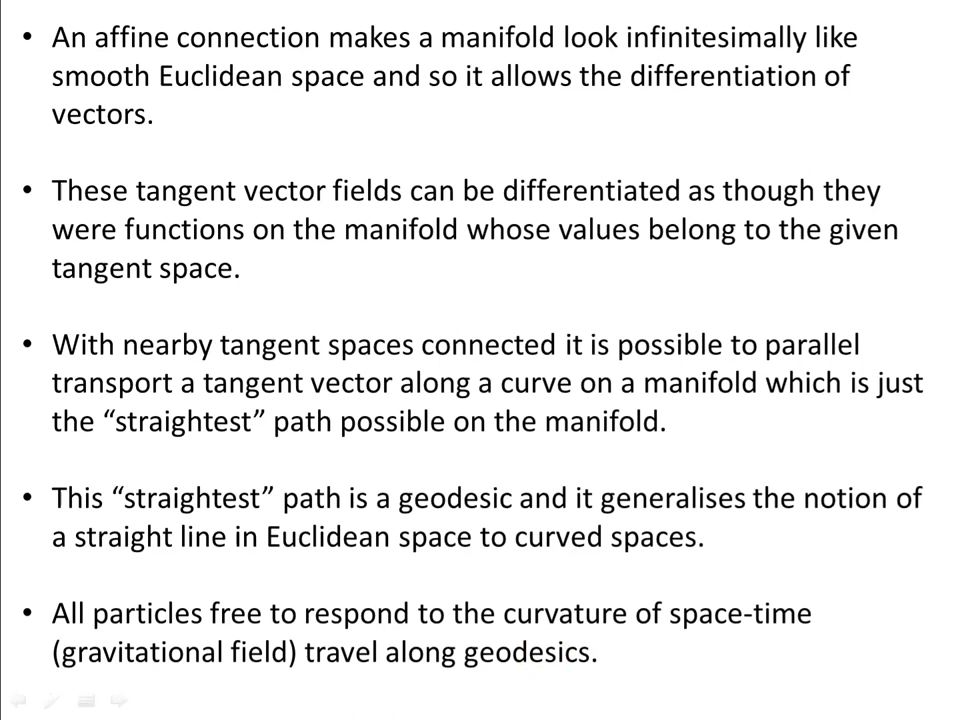 • An affine connection makes a manifold look infinitesimally like
smooth Euclidean space and so it allows the differentiation of
vectors.
• These tangent vector fields can be differentiated as though they
were functions on the manifold whose values belong to the given
tangent space.
• With nearby tangent spaces connected it is possible to parallel
transport a tangent vector along a curve on a manifold which is just
the “straightest” path possible on the manifold.
• This “straightest” path is a geodesic and it generalises the notion of
a straight line in Euclidean space to curved spaces.
• All particles free to respond to the curvature of space-time
(gravitational field) travel along geodesics.